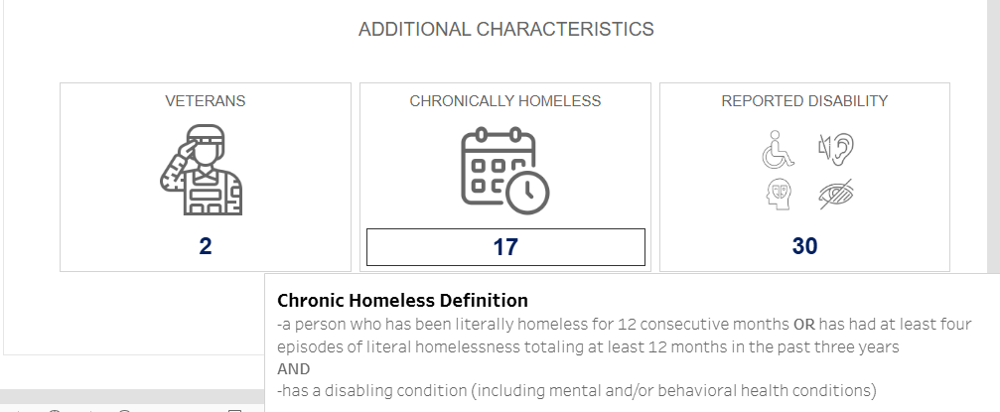 ADDITIONAL CHARACTERISTICS
VETERANS
CHRONICALLY HOMELESS
REPORTED DISABILITY
2
17
30
Chronic Homeless Definition
-a person who has been literally homeless for 12 consecutive months OR has had at least four
episodes of literal homelessness totaling at least 12 months in the past three years
AND
-has a disabling condition (including mental and/or behavioral health conditions)